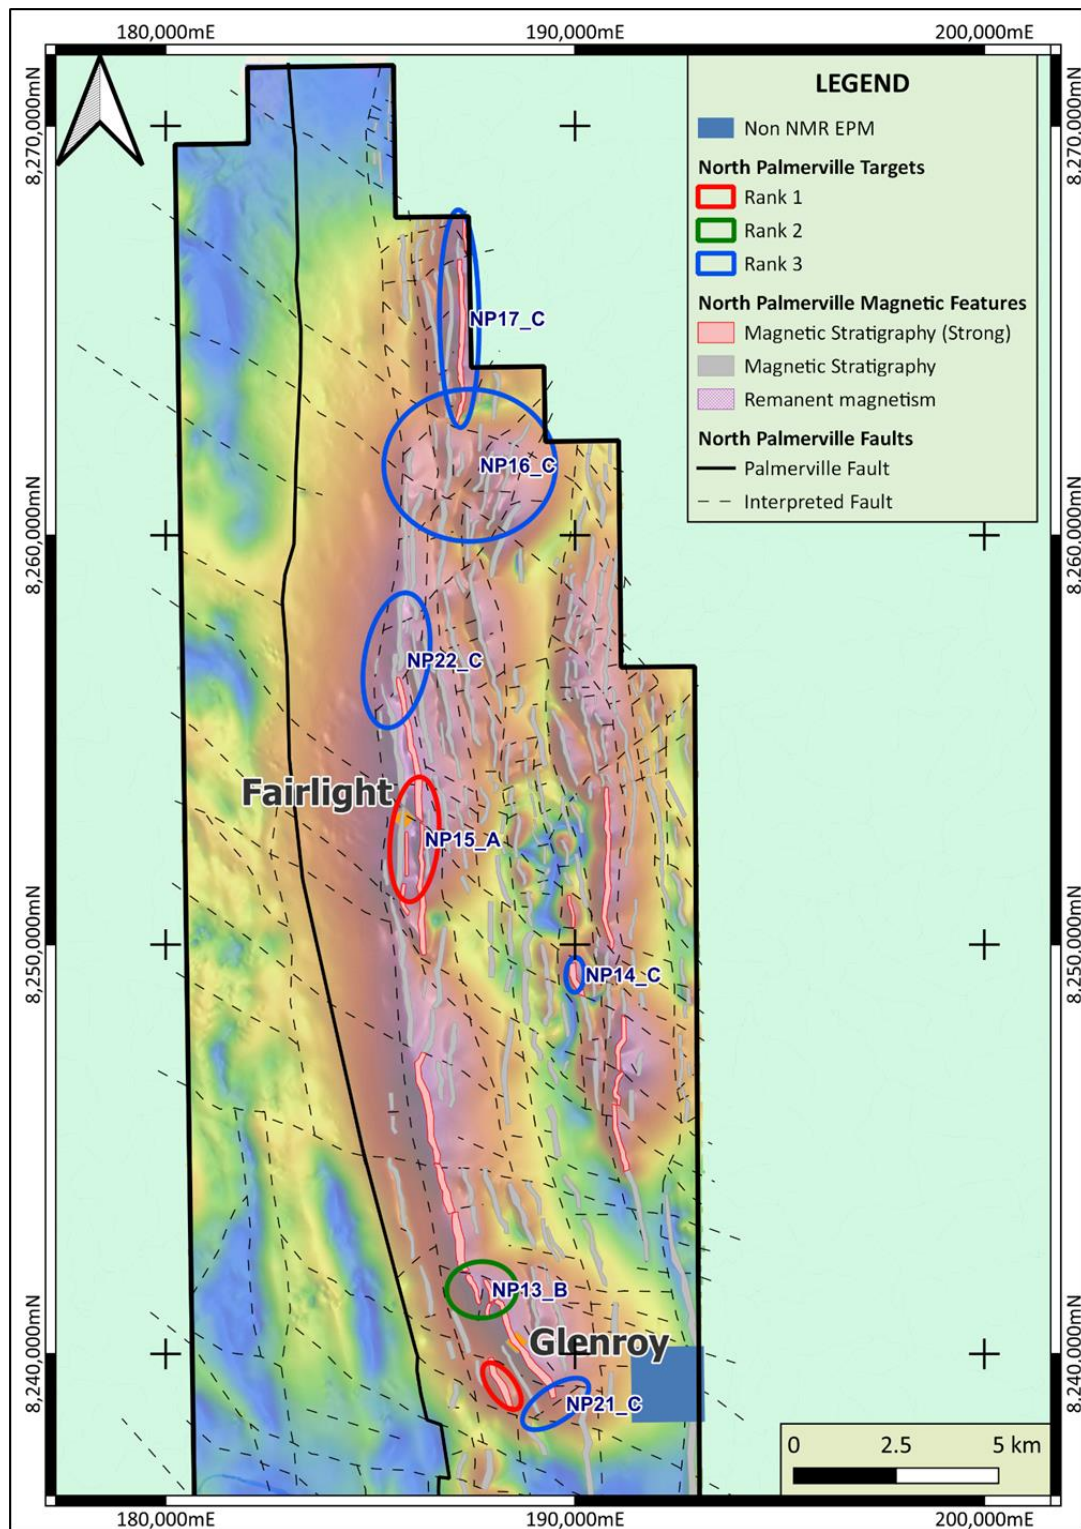 180,000mE
190,000mE
200,000mE
8,270,000mN
8,270,000mN
LEGEND
Non NMR EPM
North Palmerville Targets
Rank 1
Rank 2
Rank 3
North Palmerville Magnetic Features
Magnetic Stratigraphy (Strong)
Magnetic Stratigraphy
Remanent magnetism
North Palmerville Faults
Palmerville Fault
Interpreted Fault
NP17_C
NP16_C
8,260,000mN
8,260,000mN
NP22_C
Fairlight
NP15_A
8,250,000mN
8,250,000mN
NP14_C
NP13_B
Glenroy
8,240,000mN
8,240,000mN
NP21_C
0 2.5 5 km
180,000mE
190,000mE
200,000mE